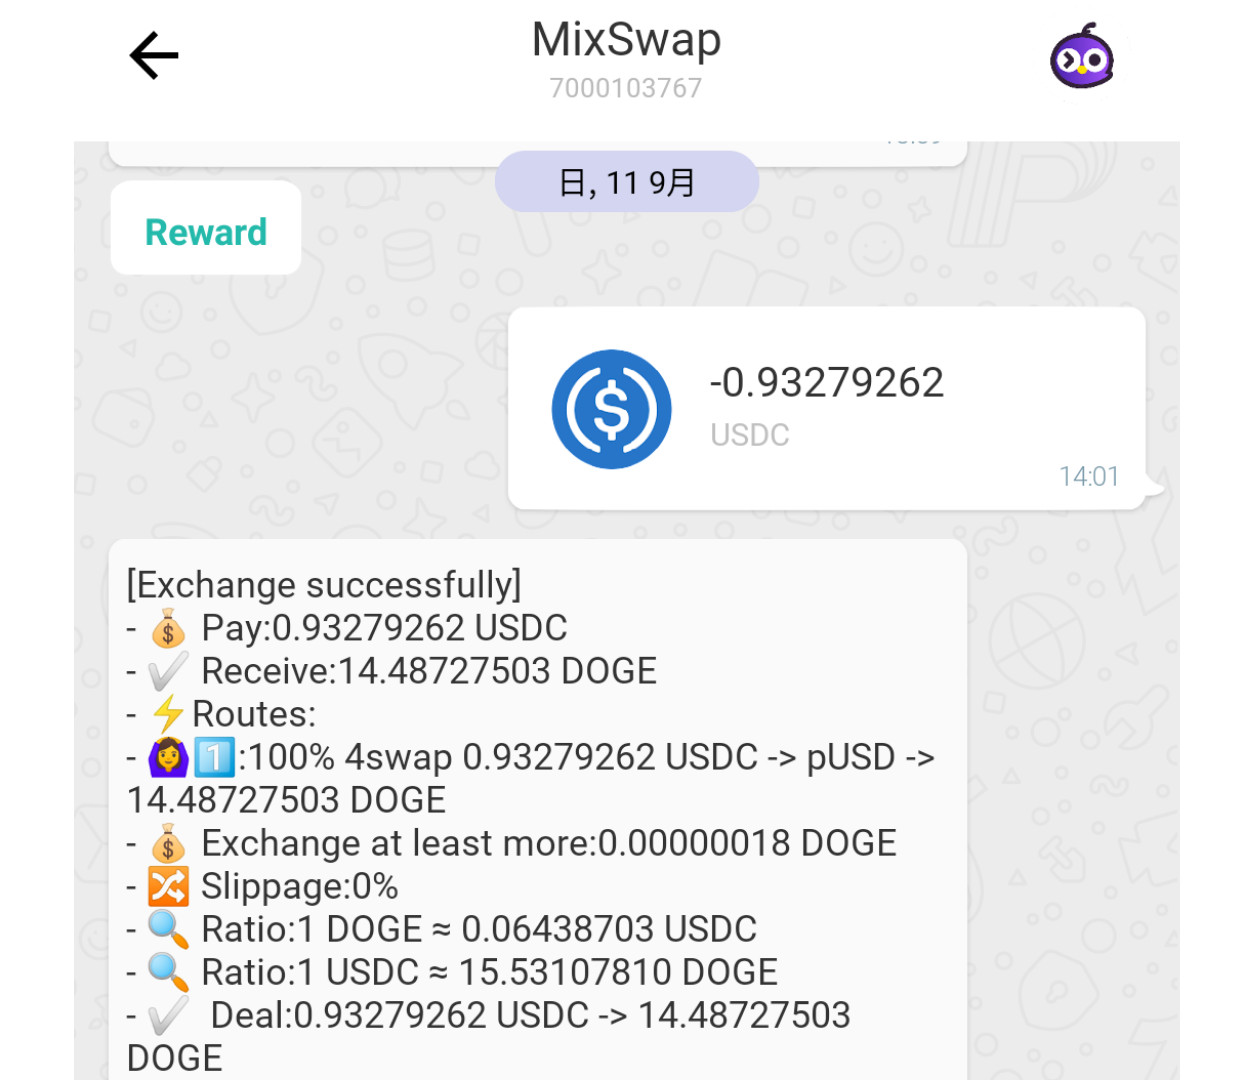 MixSwap
7000103767
日, 11 9月
Reward
-0.93279262
USDC
14:01
[Exchange successfully]
- 💰 Pay:0.93279262 USDC
- ✔️ Receive:14.48727503 DOGE
- ⚡Routes:
- 🙆‍♀️1️⃣:100% 4swap 0.93279262 USDC -> pUSD ->
14.48727503 DOGE
- 💰 Exchange at least more:0.00000018 DOGE
- 🔀 Slippage:0%
- 🔍 Ratio:1 DOGE ≈ 0.06438703 USDC
- 🔍 Ratio:1 USDC ≈ 15.53107810 DOGE
- ✔️ Deal:0.93279262 USDC -> 14.48727503
DOGE